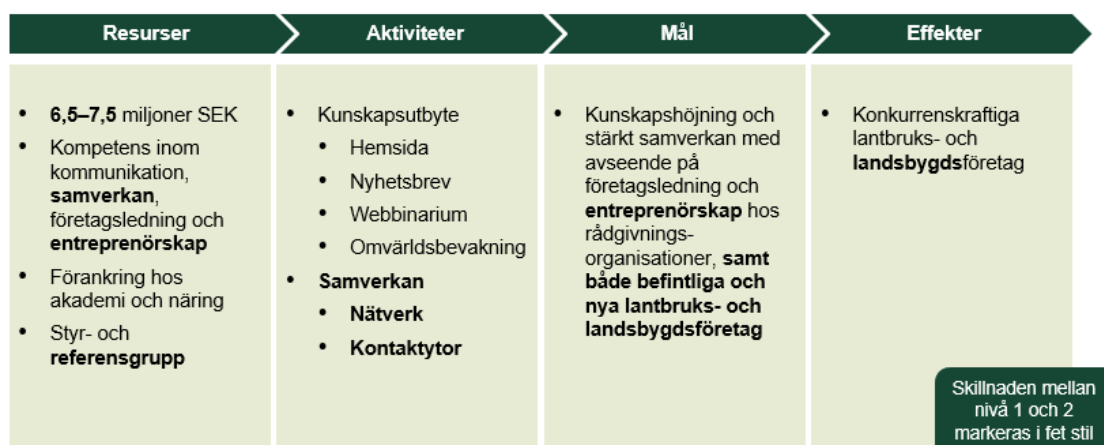 Resurser
Aktiviteter
Mål
Effekter
• 6,5–7,5 miljoner SEK
• Kompetens inom
kommunikation,
samverkan,
företagsledning och
entreprenörskap
• Förankring hos
akademi och näring
• Styr- och
referensgrupp
• Kunskapsutbyte
• Hemsida
• Nyhetsbrev
• Webbinarium
• Omvärldsbevakning
• Samverkan
• Nätverk
• Kontaktytor
• Kunskapshöjning och
stärkt samverkan med
avseende på
företagsledning och
entreprenörskap hos
rådgivnings-
organisationer, samt
både befintliga och
nya lantbruks- och
landsbygdsföretag
• Konkurrenskraftiga
lantbruks- och
landsbygdsföretag
Skillnaden mellan
nivå 1 och 2
markeras i fet stil